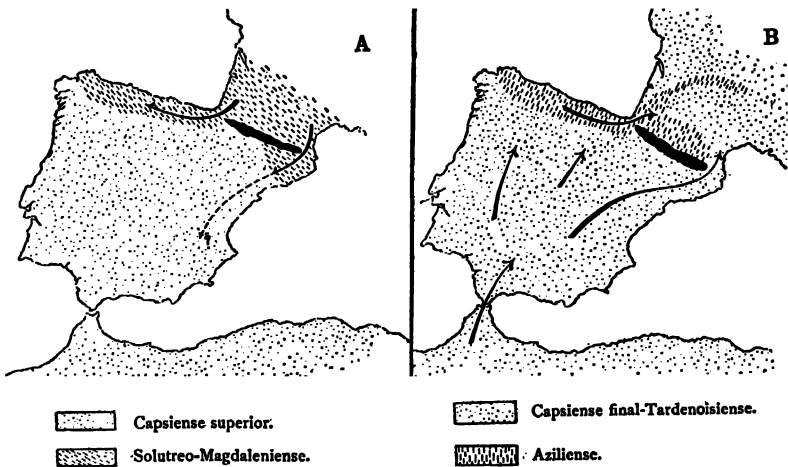 A
B
Capsiense superior.
Solutreo-Magdaleniense.
Capsiense final-Tardenoisiense.
Aziliense.